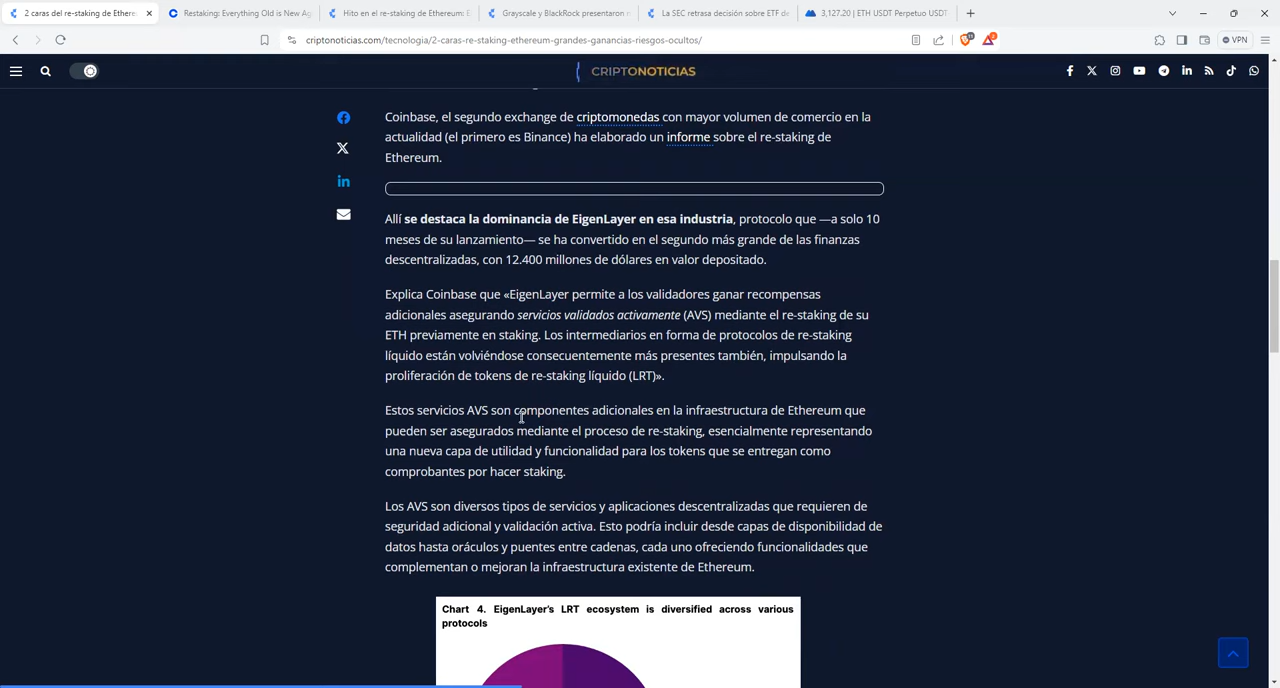 2 caras del re-staking de Ethere
Restaking: Everything Old is New Ag
Hito en el re-staking de Ethereum: E
Grayscale y BlackRock presentaron n
La SEC retrasa decisión sobre ETF de
3,127.20 | ETH USDT Perpetuo USDT
criptonoticias.com/tecnologia/2-caras-re-staking-ethereum-grandes-ganancias-riesgos-ocultos/
VPN
CRIPTONOTICIAS
Coinbase, el segundo exchange de criptomonedas con mayor volumen de comercio en la
actualidad (el primero es Binance) ha elaborado un informe sobre el re-staking de
Ethereum.
Allí se destaca la dominancia de EigenLayer en esa industria, protocolo que —a solo 10
meses de su lanzamiento— se ha convertido en el segundo más grande de las finanzas
descentralizadas, con 12.400 millones de dólares en valor depositado.
Explica Coinbase que «EigenLayer permite a los validadores ganar recompensas
adicionales asegurando servicios validados activamente (AVS) mediante el re-staking de su
ETH previamente en staking. Los intermediarios en forma de protocolos de re-staking
líquido están volviéndose consecuentemente más presentes también, impulsando la
proliferación de tokens de re-staking líquido (LRT)».
Estos servicios AVS son componentes adicionales en la infraestructura de Ethereum que
pueden ser asegurados mediante el proceso de re-staking, esencialmente representando
una nueva capa de utilidad y funcionalidad para los tokens que se entregan como
comprobantes por hacer staking.
Los AVS son diversos tipos de servicios y aplicaciones descentralizadas que requieren de
seguridad adicional y validación activa. Esto podría incluir desde capas de disponibilidad de
datos hasta oráculos y puentes entre cadenas, cada uno ofreciendo funcionalidades que
complementan o mejoran la infraestructura existente de Ethereum.
Chart 4. EigenLayer's LRT ecosystem is diversified across various
protocols